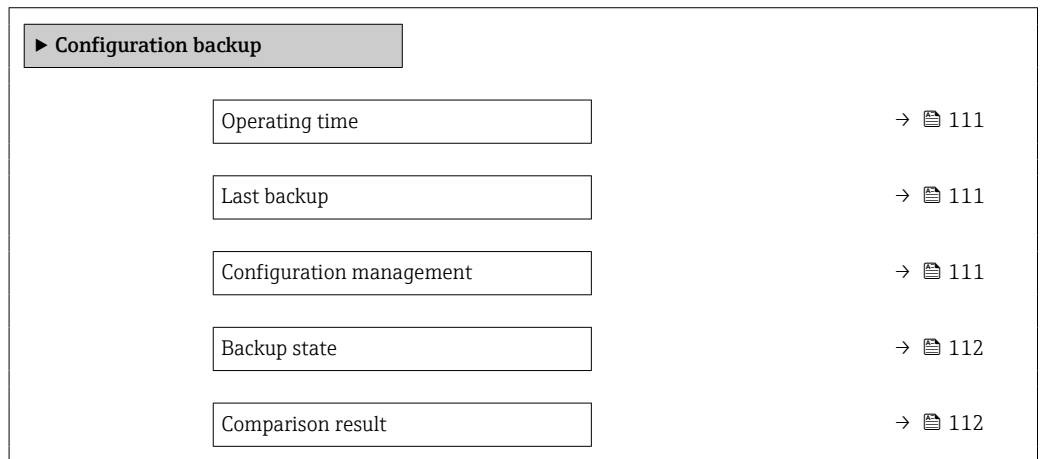 ► Configuration backup
Operating time → 111
Last backup → 111
Configuration management → 111
Backup state → 112
Comparison result → 112